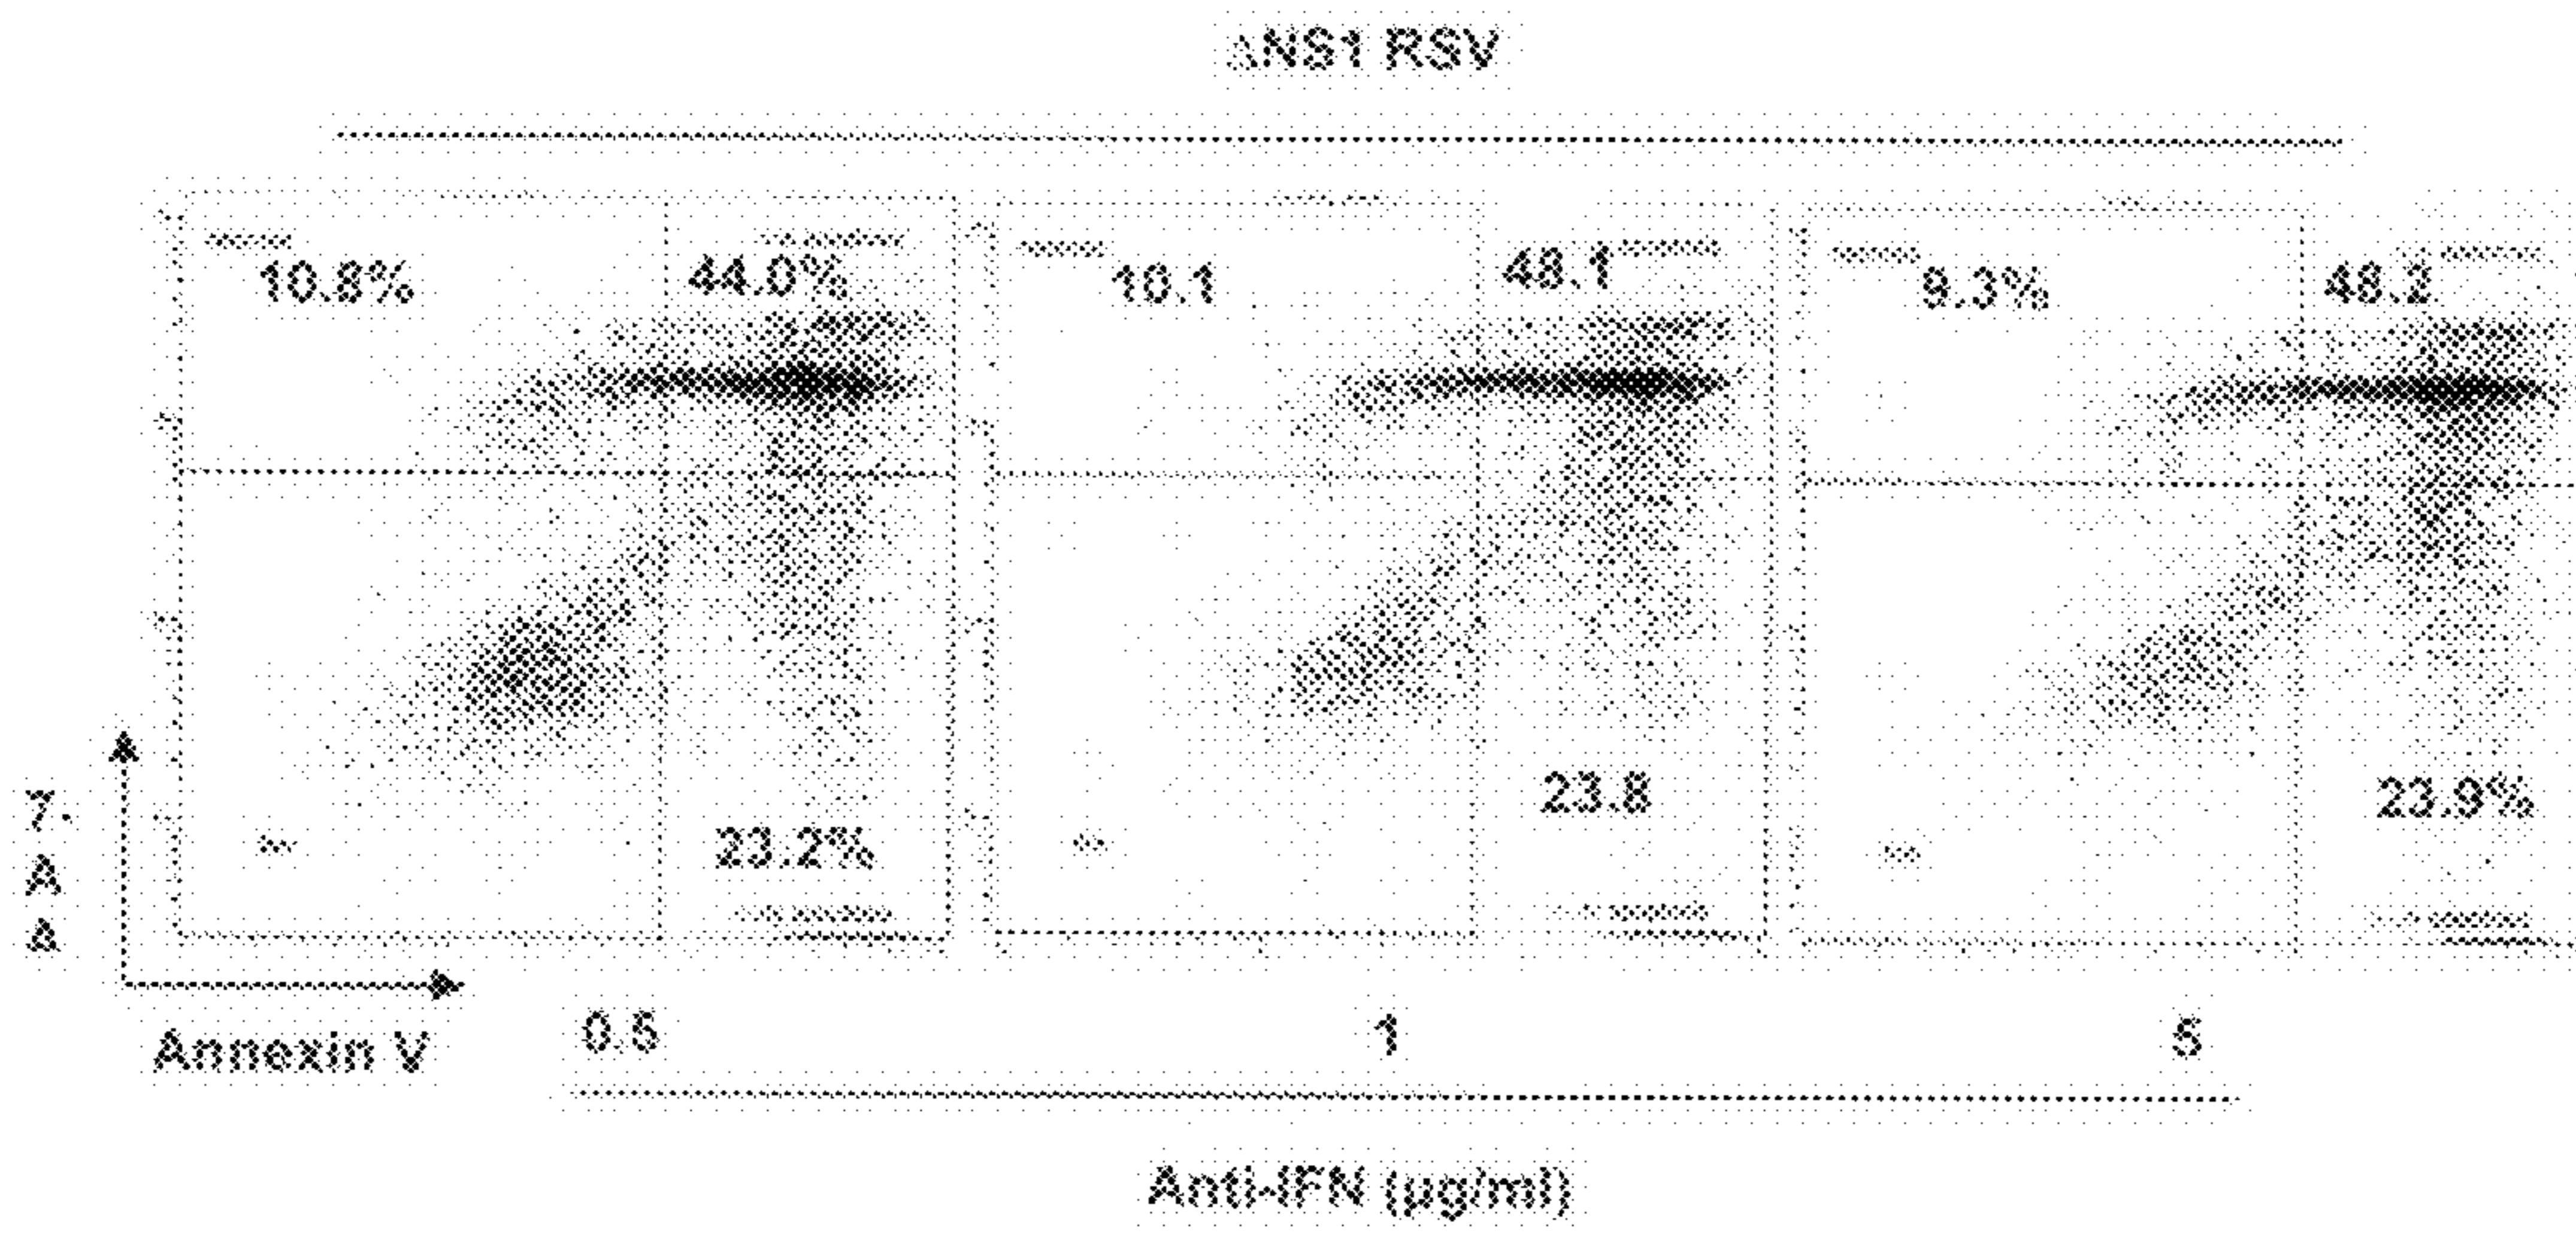 ΔNS1 RSV
10.8% 44.0% 10.1 48.1 9.3% 48.2
23.2% 23.8 23.9%
7-
A
A
Annexin V
0.5 1 5
Anti-IFN (µg/ml)